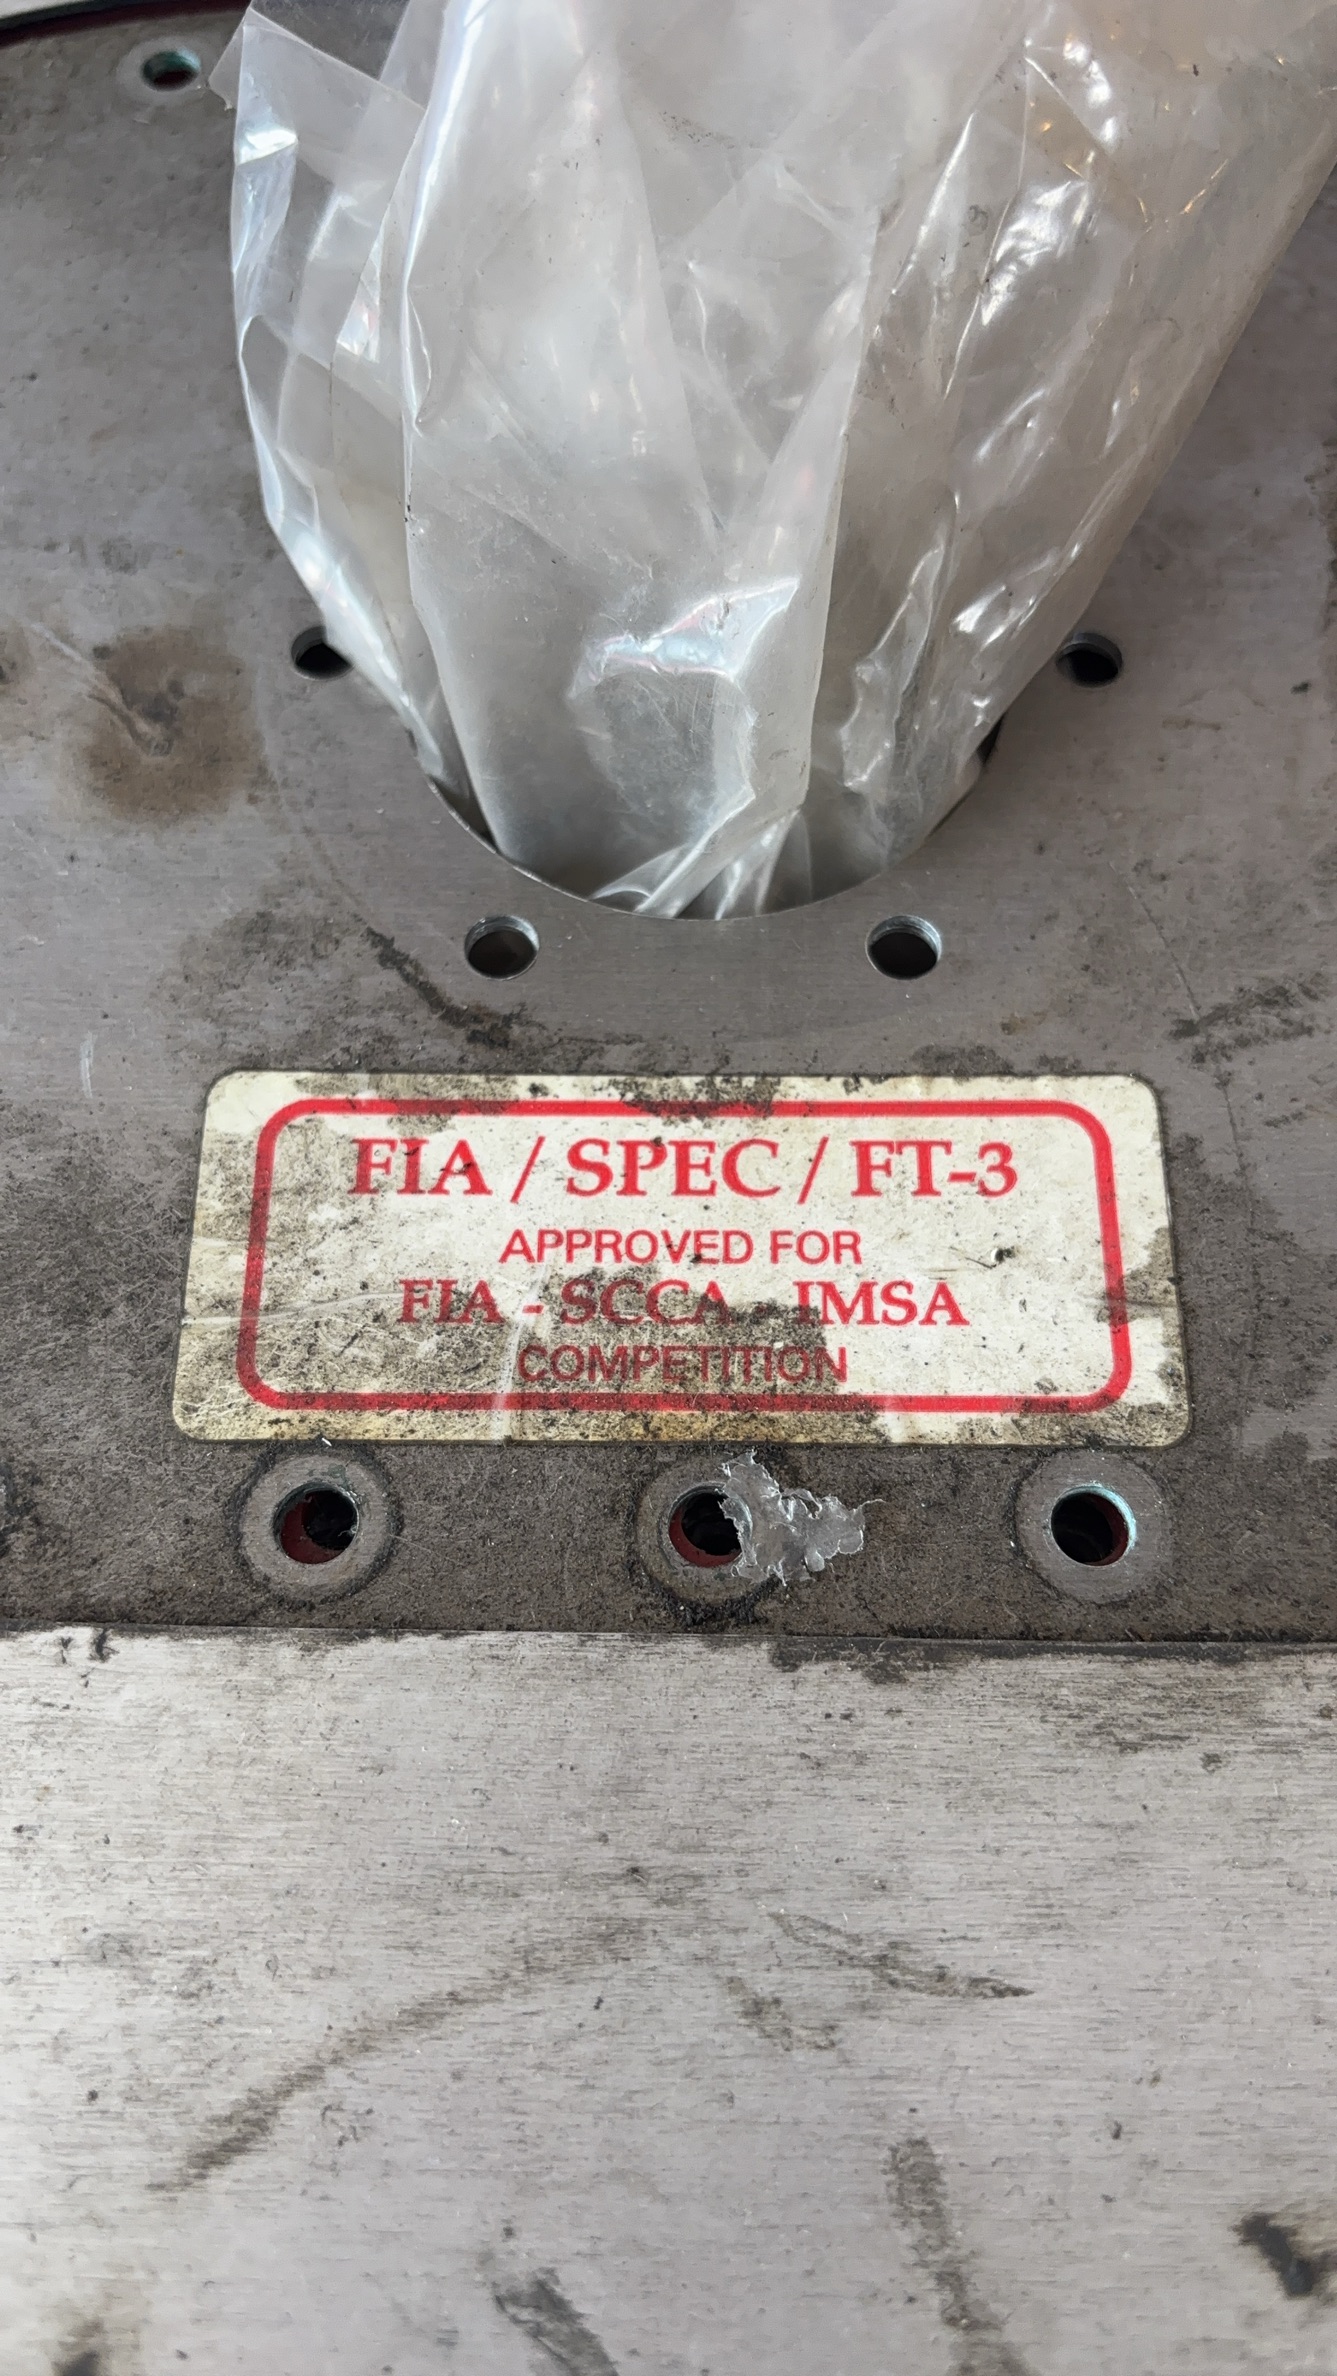 FIA / SPEC / FT-3
APPROVED FOR
FIA - SCCA - IMSA
COMPETITION